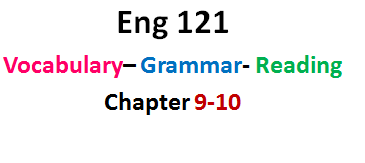 Eng 121
Vocabulary– Grammar- Reading
Chapter 9-10